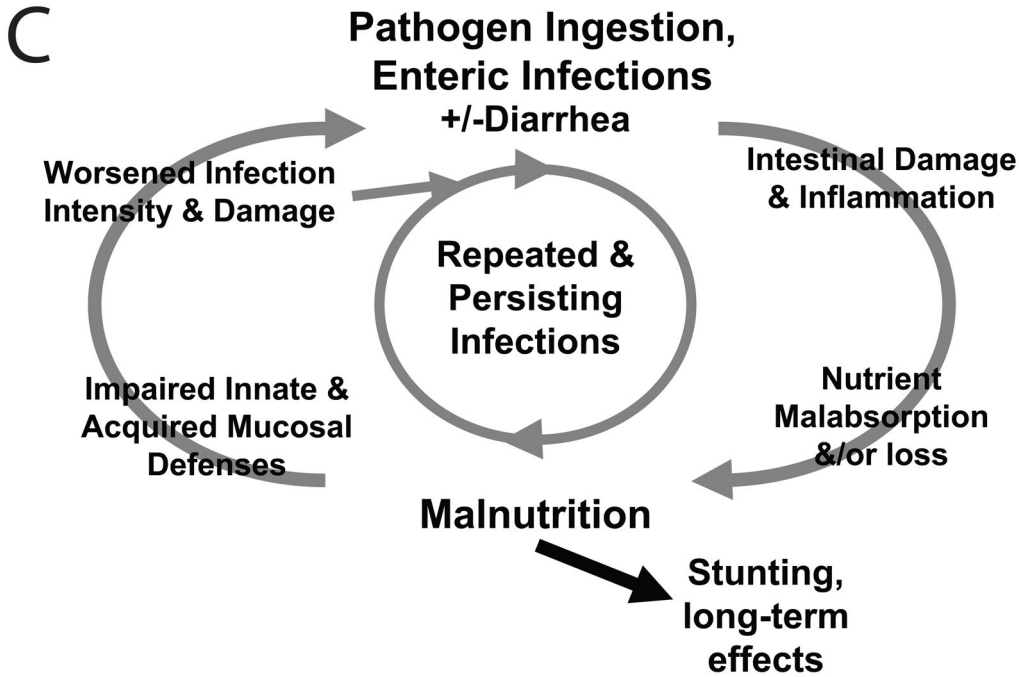 C
Pathogen Ingestion,
Enteric Infections
+/-Diarrhea
Intestinal Damage
& Inflammation
Nutrient
Malabsorption
&/or loss
Malnutrition
Stunting,
long-term
effects
Impaired Innate &
Acquired Mucosal
Defenses
Worsened Infection
Intensity & Damage
Repeated &
Persisting
Infections